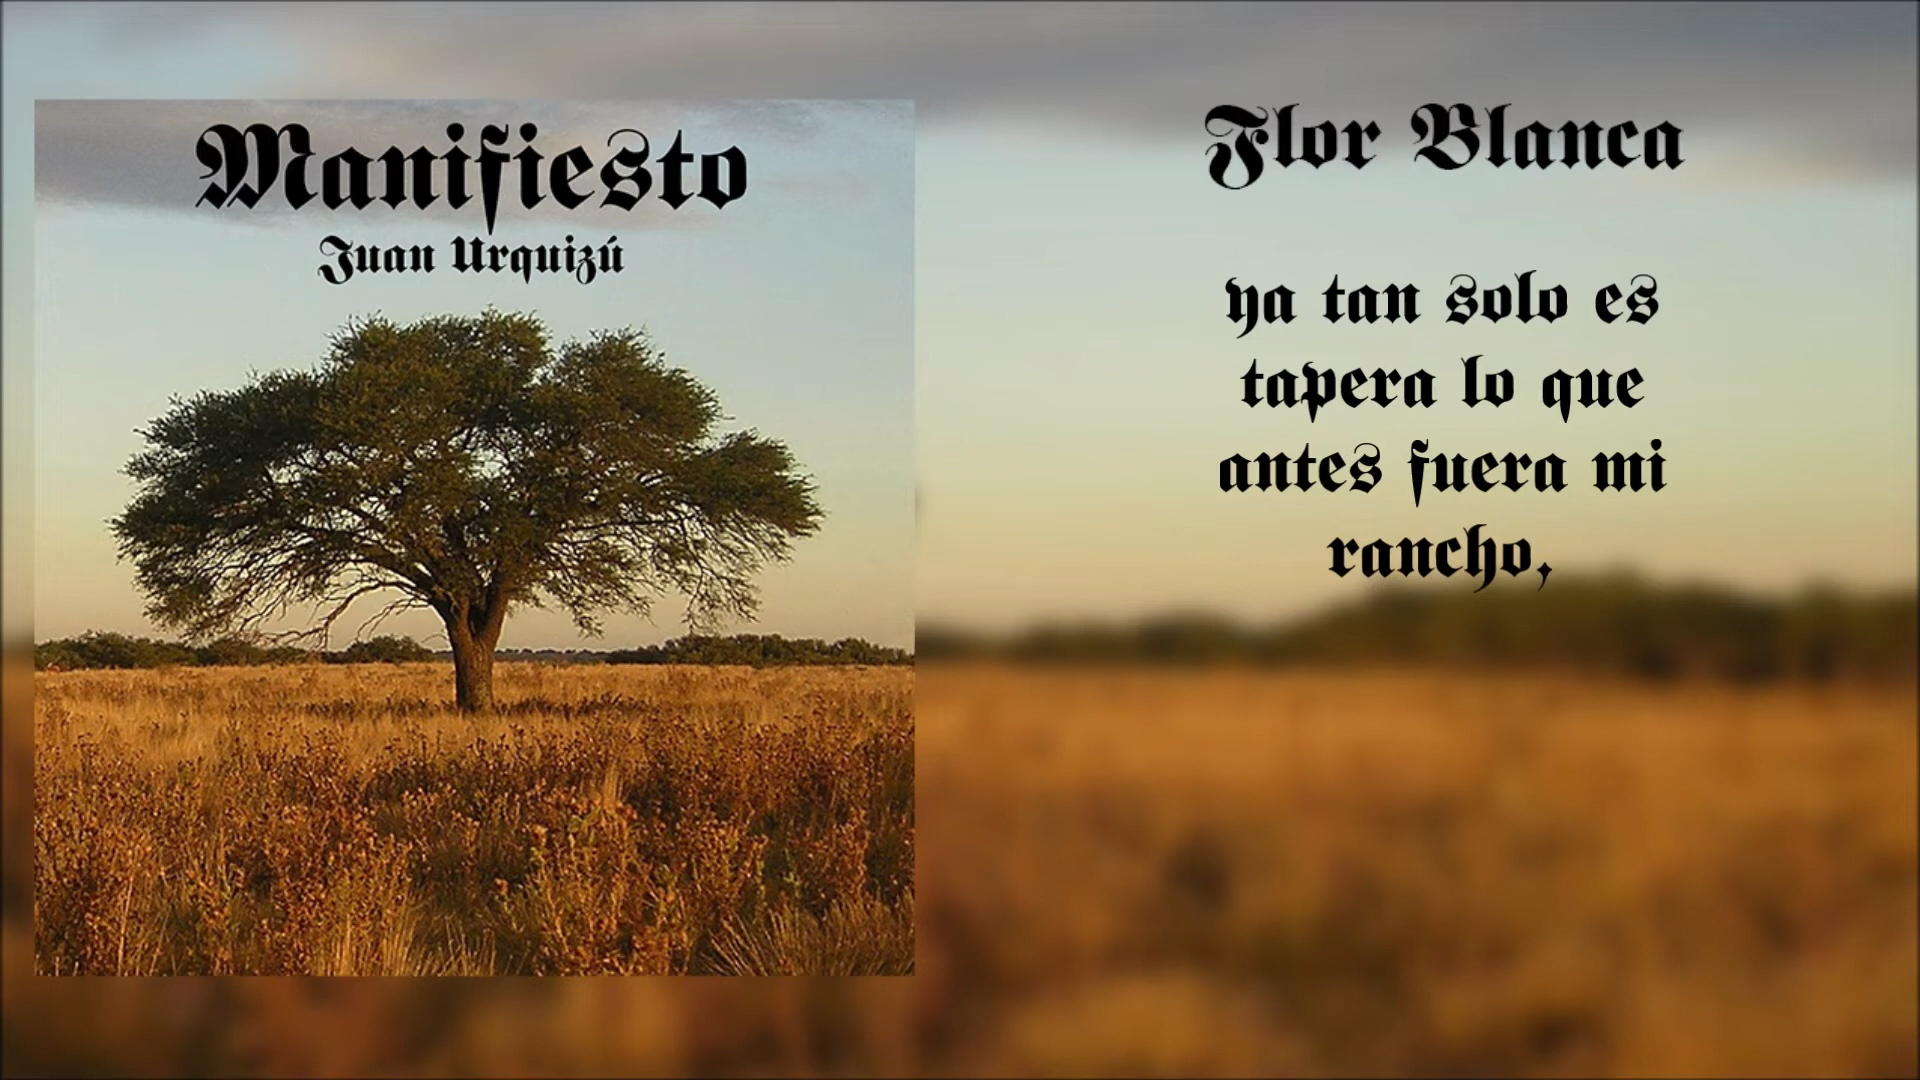 Manifiesto
Juan Urquizú
Flor Blanca
ya tan solo es
tapera lo que
antes fuera mi
rancho,